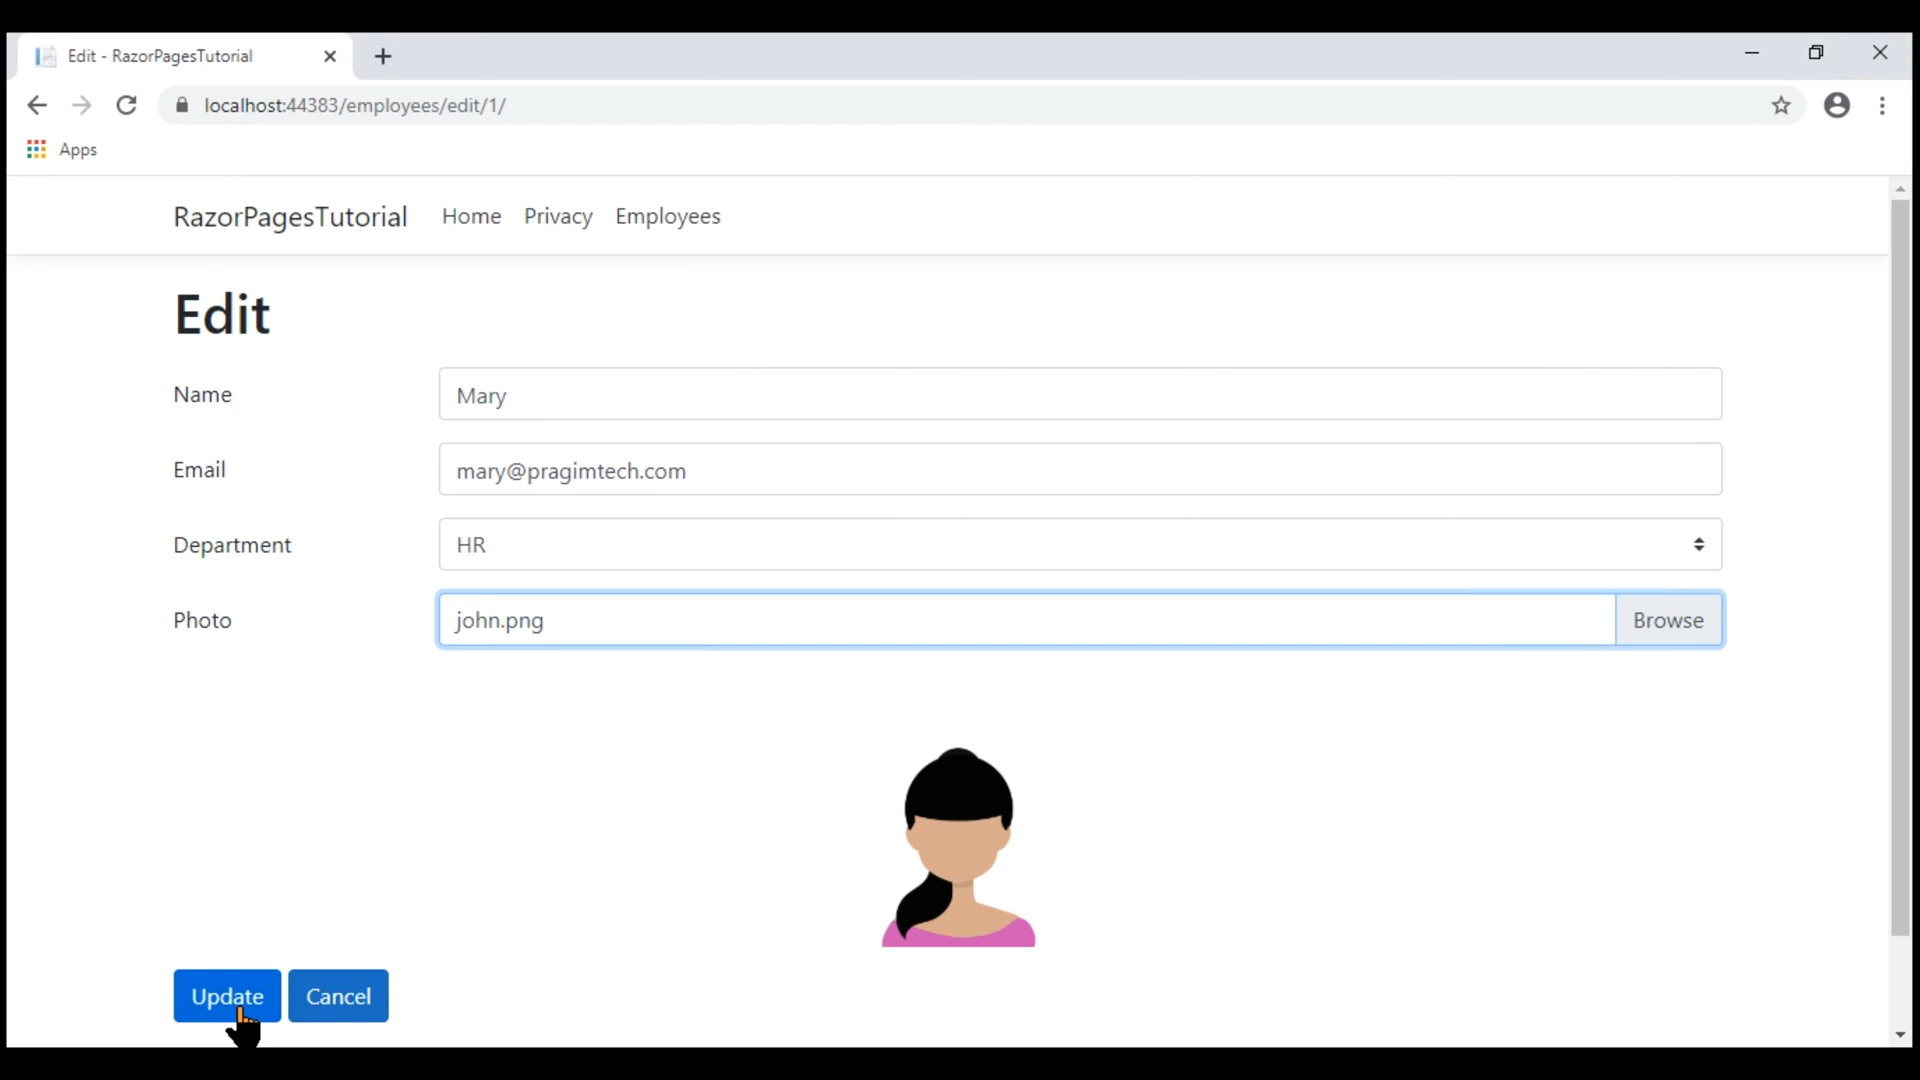 Edit - RazorPagesTutorial
localhost:44383/employees/edit/1/
Apps
RazorPagesTutorial Home Privacy Employees
Edit
Name Mary
Email mary@pragimtech.com
Department HR
Photo john.png Browse
Update Cancel